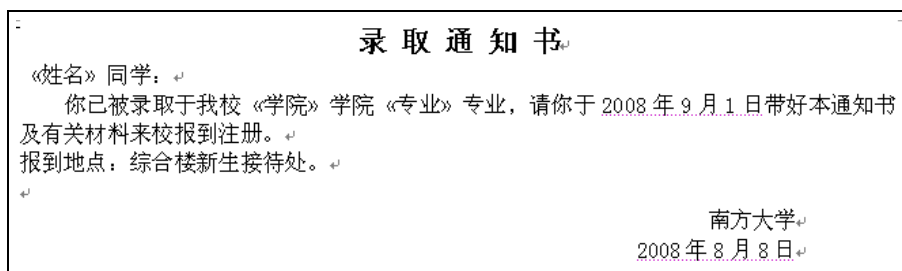 录 取 通 知 书
«姓名» 同学：
你已被录取于我校 «学院» 学院 «专业» 专业，请你于 2008 年 9 月 1 日带好本通知书
及有关材料来校报到注册。
报到地点：综合楼新生接待处。
南方大学
2008 年 8 月 8 日